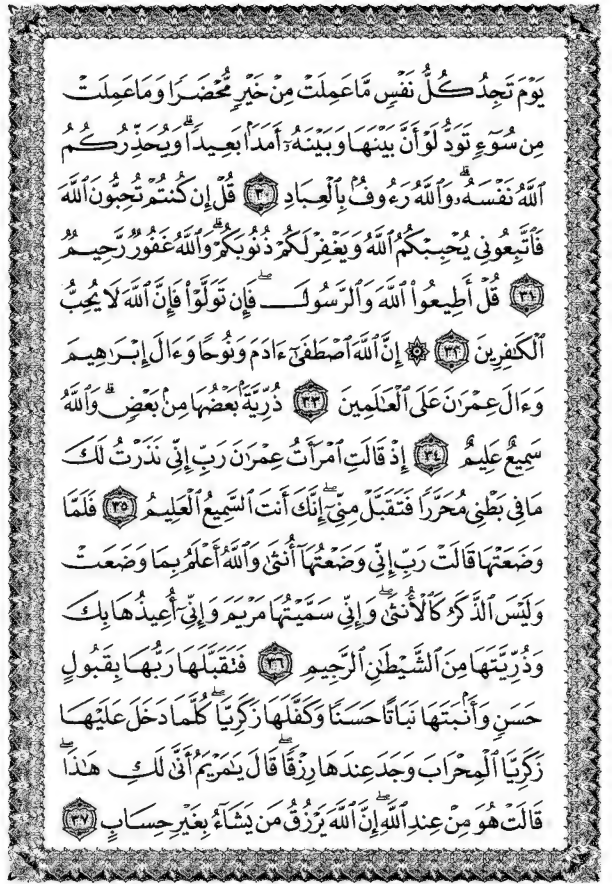 يَوۡمَ تَجِدُ كُلُّ نَفۡسٖ مَّا عَمِلَتۡ مِنۡ خَيۡرٖ مُّحۡضَرٗا وَمَا عَمِلَتۡ
مِن سُوٓءٖ تَوَدُّ لَوۡ أَنَّ بَيۡنَهَا وَبَيۡنَهُۥٓ أَمَدَۢا بَعِيدٗاۗ وَيُحَذِّرُكُمُ
ٱللَّهُ نَفۡسَهُۥۗ وَٱللَّهُ رَءُوفُۢ بِٱلۡعِبَادِ ٣٠ قُلۡ إِن كُنتُمۡ تُحِبُّونَ ٱللَّهَ
فَٱتَّبِعُونِي يُحۡبِبۡكُمُ ٱللَّهُ وَيَغۡفِرۡ لَكُمۡ ذُنُوبَكُمۡۗ وَٱللَّهُ غَفُورٞ رَّحِيمٞ
٣١ قُلۡ أَطِيعُواْ ٱللَّهَ وَٱلرَّسُولَۖ فَإِن تَوَلَّوۡاْ فَإِنَّ ٱللَّهَ لَا يُحِبُّ
ٱلۡكَٰفِرِينَ ٣٢ ۞ إِنَّ ٱللَّهَ ٱصۡطَفَىٰٓ ءَادَمَ وَنُوحٗا وَءَالَ إِبۡرَٰهِيمَ
وَءَالَ عِمۡرَٰنَ عَلَى ٱلۡعَٰلَمِينَ ٣٣ ذُرِّيَّةَۢ بَعۡضُهَا مِنۢ بَعۡضٖۗ وَٱللَّهُ
سَمِيعٌ عَلِيمٌ ٣٤ إِذۡ قَالَتِ ٱمۡرَأَتُ عِمۡرَٰنَ رَبِّ إِنِّي نَذَرۡتُ لَكَ
مَا فِي بَطۡنِي مُحَرَّرٗا فَتَقَبَّلۡ مِنِّيٓۖ إِنَّكَ أَنتَ ٱلسَّمِيعُ ٱلۡعَلِيمُ ٣٥ فَلَمَّا
وَضَعَتۡهَا قَالَتۡ رَبِّ إِنِّي وَضَعۡتُهَآ أُنثَىٰ وَٱللَّهُ أَعۡلَمُ بِمَا وَضَعَتۡ
وَلَيۡسَ ٱلذَّكَرُ كَٱلۡأُنثَىٰۖ وَإِنِّي سَمَّيۡتُهَا مَرۡيَمَ وَإِنِّيٓ أُعِيذُهَا بِكَ
وَذُرِّيَّتَهَا مِنَ ٱلشَّيۡطَٰنِ ٱلرَّجِيمِ ٣٦ فَتَقَبَّلَهَا رَبُّهَا بِقَبُولٍ
حَسَنٖ وَأَنۢبَتَهَا نَبَاتًا حَسَنٗا وَكَفَّلَهَا زَكَرِيَّاۖ كُلَّمَا دَخَلَ عَلَيۡهَا
زَكَرِيَّا ٱلۡمِحۡرَابَ وَجَدَ عِندَهَا رِزۡقٗاۖ قَالَ يَٰمَرۡيَمُ أَنَّىٰ لَكِ هَٰذَاۖ
قَالَتۡ هُوَ مِنۡ عِندِ ٱللَّهِۖ إِنَّ ٱللَّهَ يَرۡزُقُ مَن يَشَآءُ بِغَيۡرِ حِسَابٍ ٣٧